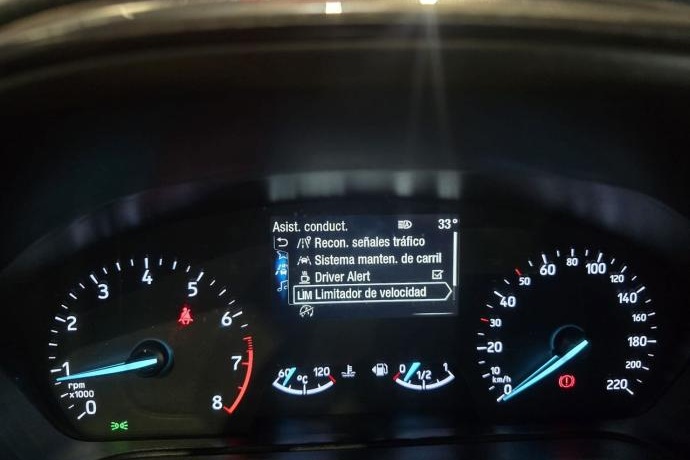 Asist. conduct. 33°
Recon. señales tráfico
Sistema manten. de carril
Driver Alert
LIM Limitador de velocidad
0 1 2 3 4 5 6 7 8
rpm
x1000
60 °C 120
0 1/2 1
0 10 20 30 40 50 60 80 100 120 140 160 180 200 220
km/h